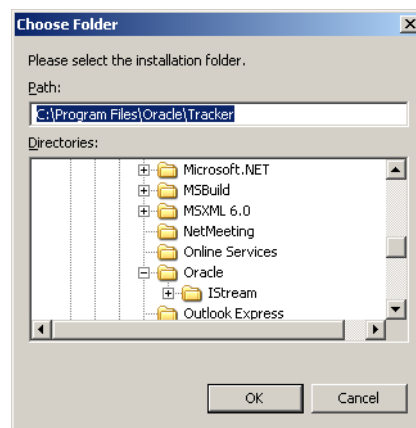 Choose Folder
Please select the installation folder.
Path:
C:\Program Files\Oracle\Tracker
Directories:
Microsoft.NET
MSBuild
MSXML 6.0
NetMeeting
Online Services
Oracle
IStream
Outlook Express
OK Cancel